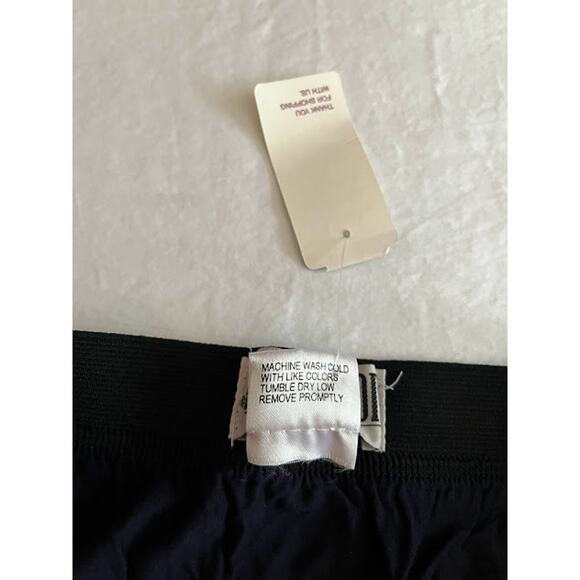 THANK YOU
FOR SHOPPING
WITH US.
MACHINE WASH COLD
WITH LIKE COLORS
TUMBLE DRY LOW
REMOVE PROMPTLY